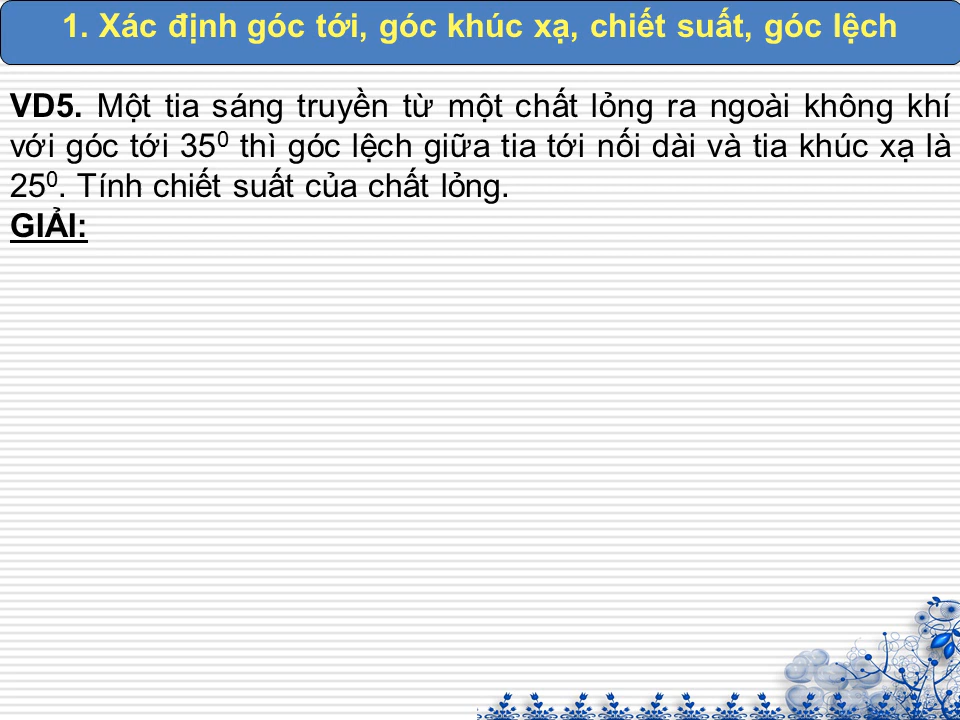 1. Xác định góc tới, góc khúc xạ, chiết suất, góc lệch
VD5. Một tia sáng truyền từ một chất lỏng ra ngoài không khí
với góc tới 35⁰ thì góc lệch giữa tia tới nối dài và tia khúc xạ là
25⁰. Tính chiết suất của chất lỏng.
GIẢI: